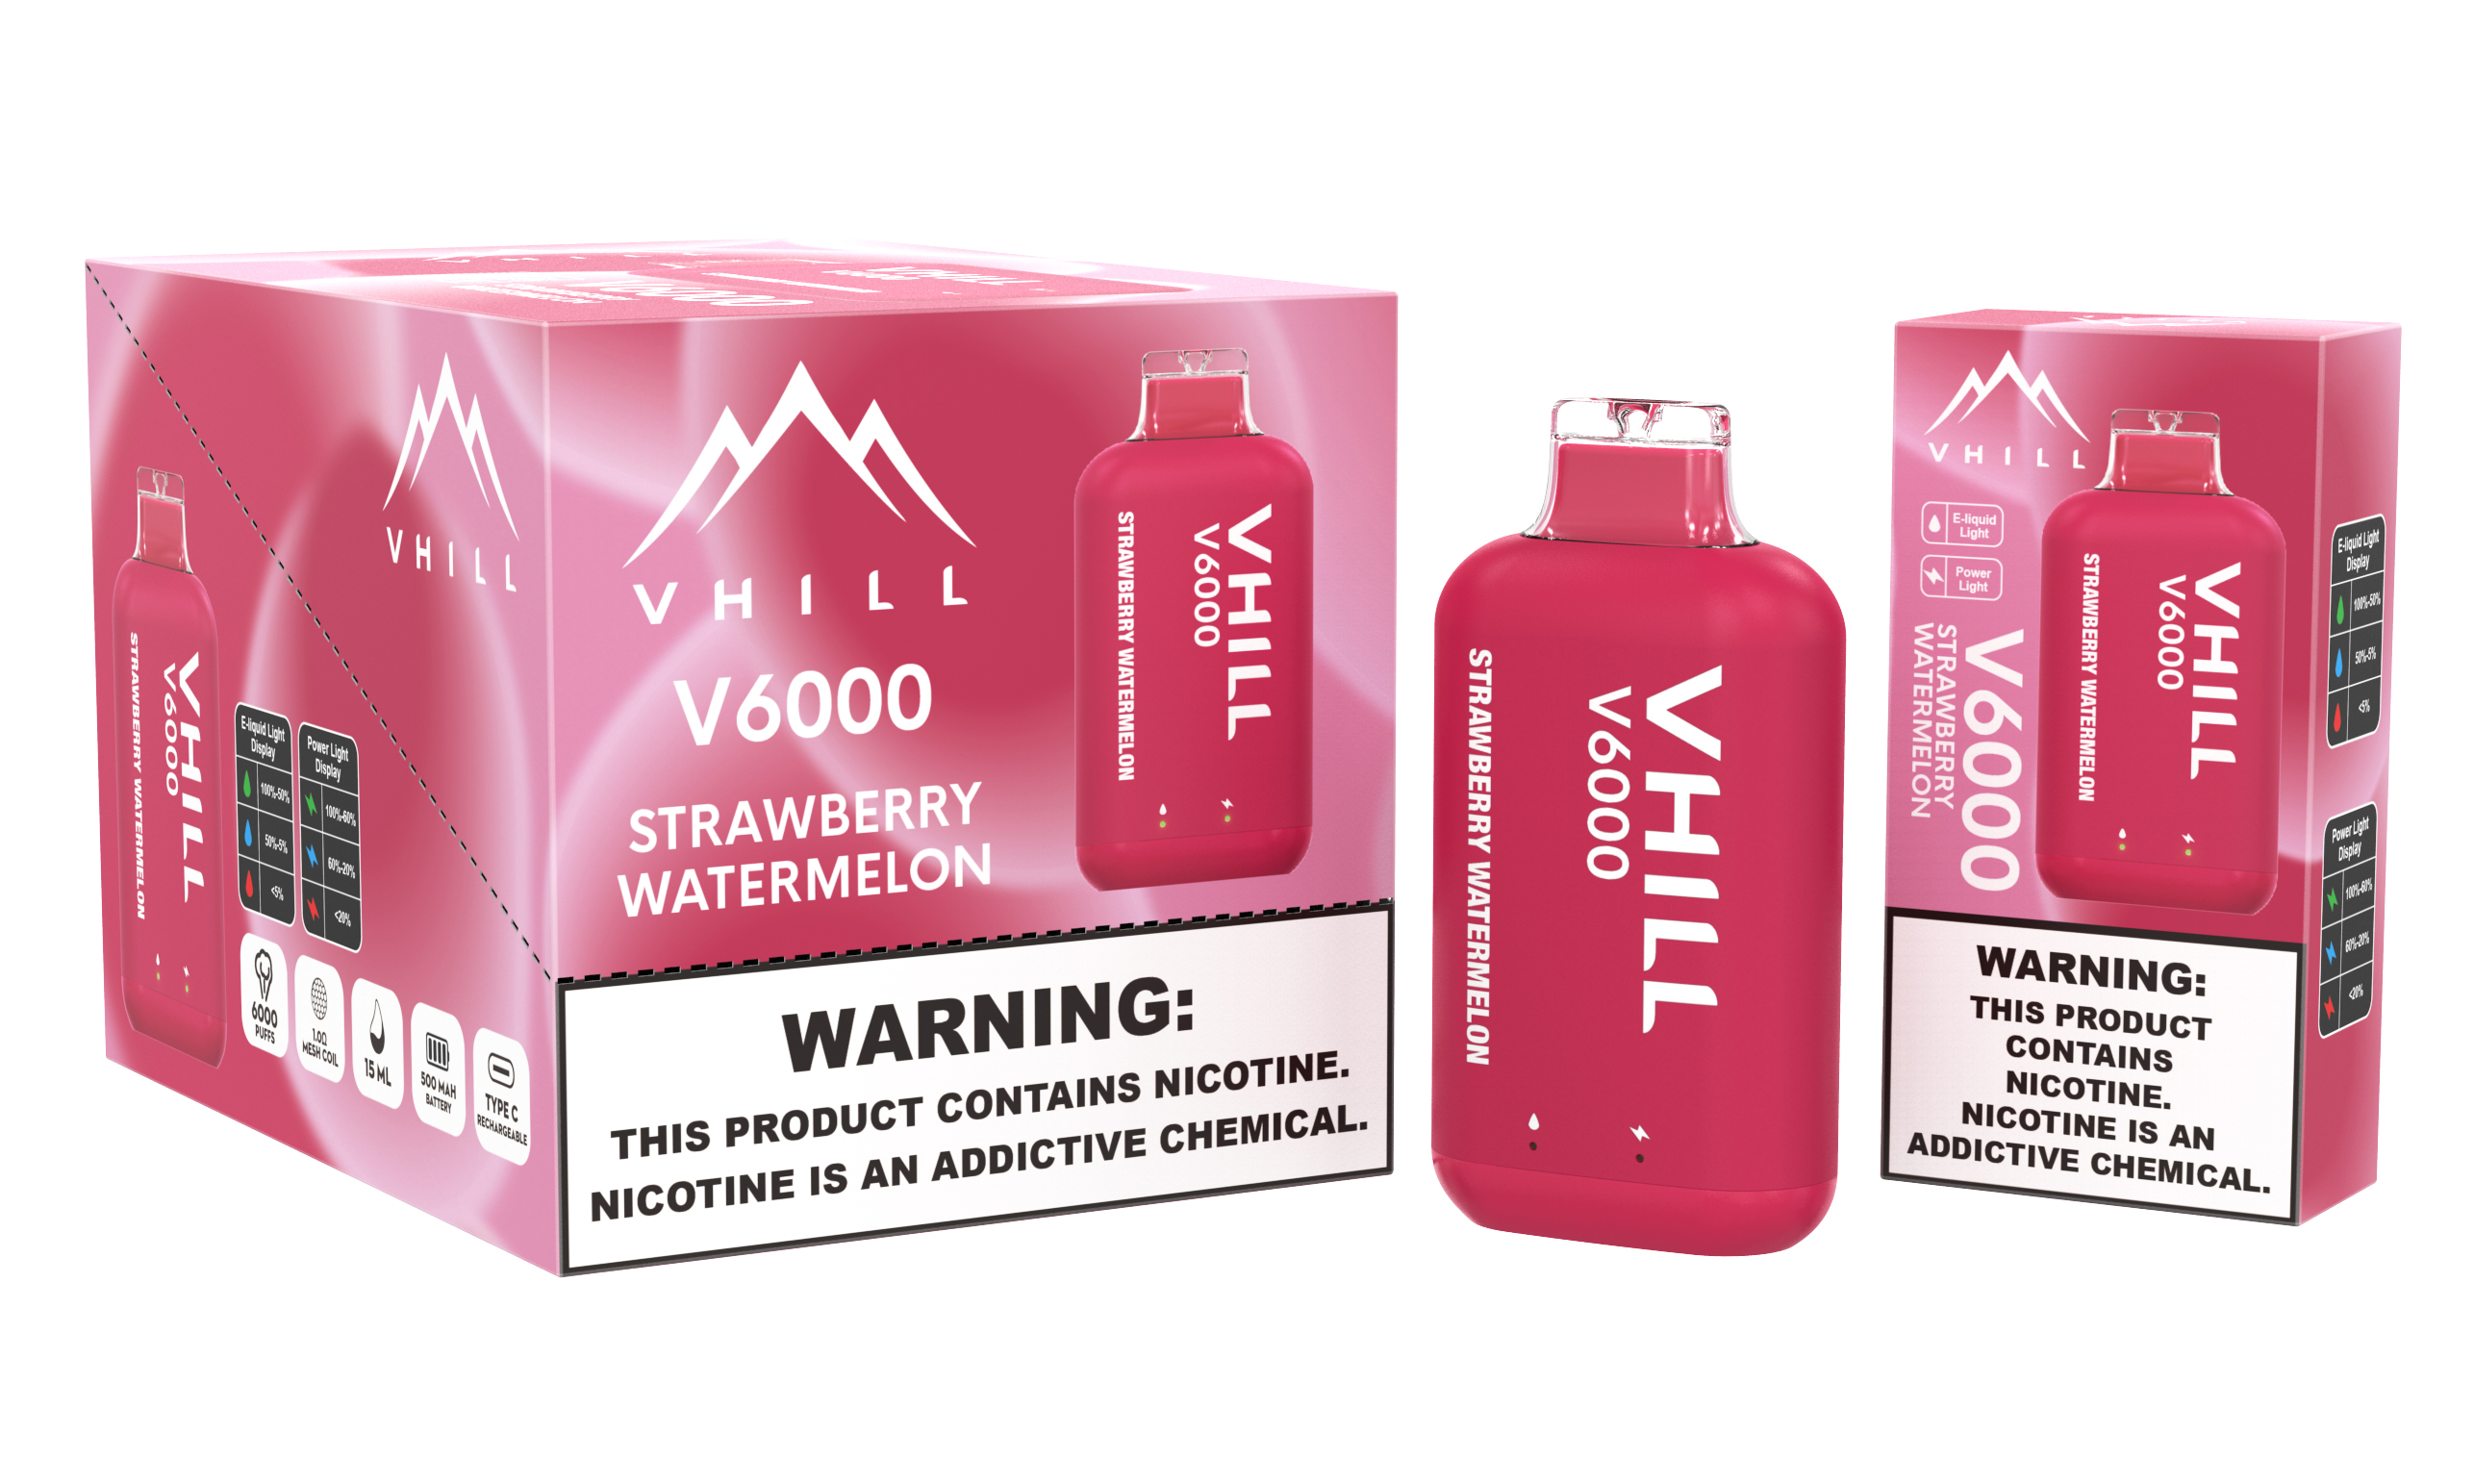 VHILL
V6000
STRAWBERRY WATERMELON
E-liquid Light
Display
100%-50%
50%-5%
<5%
Power Light
Display
100%-60%
60%-20%
<20%
6000
PUFFS
1.0Ω
MESH COIL
15 ML
500 MAH
BATTERY
TYPE C
RECHARGEABLE
VHILL
VHILL
V6000
STRAWBERRY
WATERMELON
VHILL
V6000
STRAWBERRY WATERMELON
WARNING:
THIS PRODUCT CONTAINS NICOTINE.
NICOTINE IS AN ADDICTIVE CHEMICAL.
VHILL
V6000
STRAWBERRY WATERMELON
VHILL
E-liquid
Light
Power
Light
V6000
STRAWBERRY
WATERMELON
VHILL
V6000
STRAWBERRY WATERMELON
WARNING:
THIS PRODUCT
CONTAINS
NICOTINE.
NICOTINE IS AN
ADDICTIVE CHEMICAL.
E-liquid Light
Display
100%-50%
50%-5%
<5%
Power Light
Display
100%-60%
60%-20%
<20%